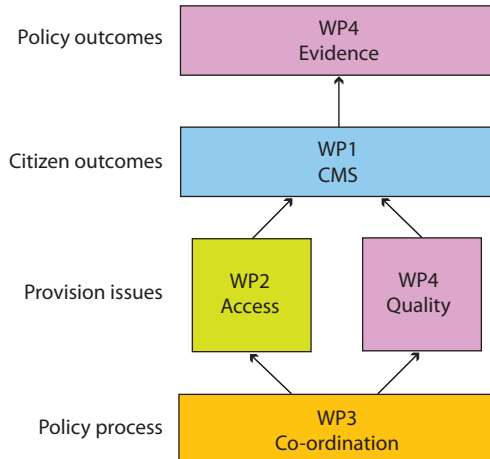 Policy outcomes
WP4
Evidence
Citizen outcomes
WP1
CMS
Provision issues
WP2
Access
WP4
Quality
Policy process
WP3
Co-ordination